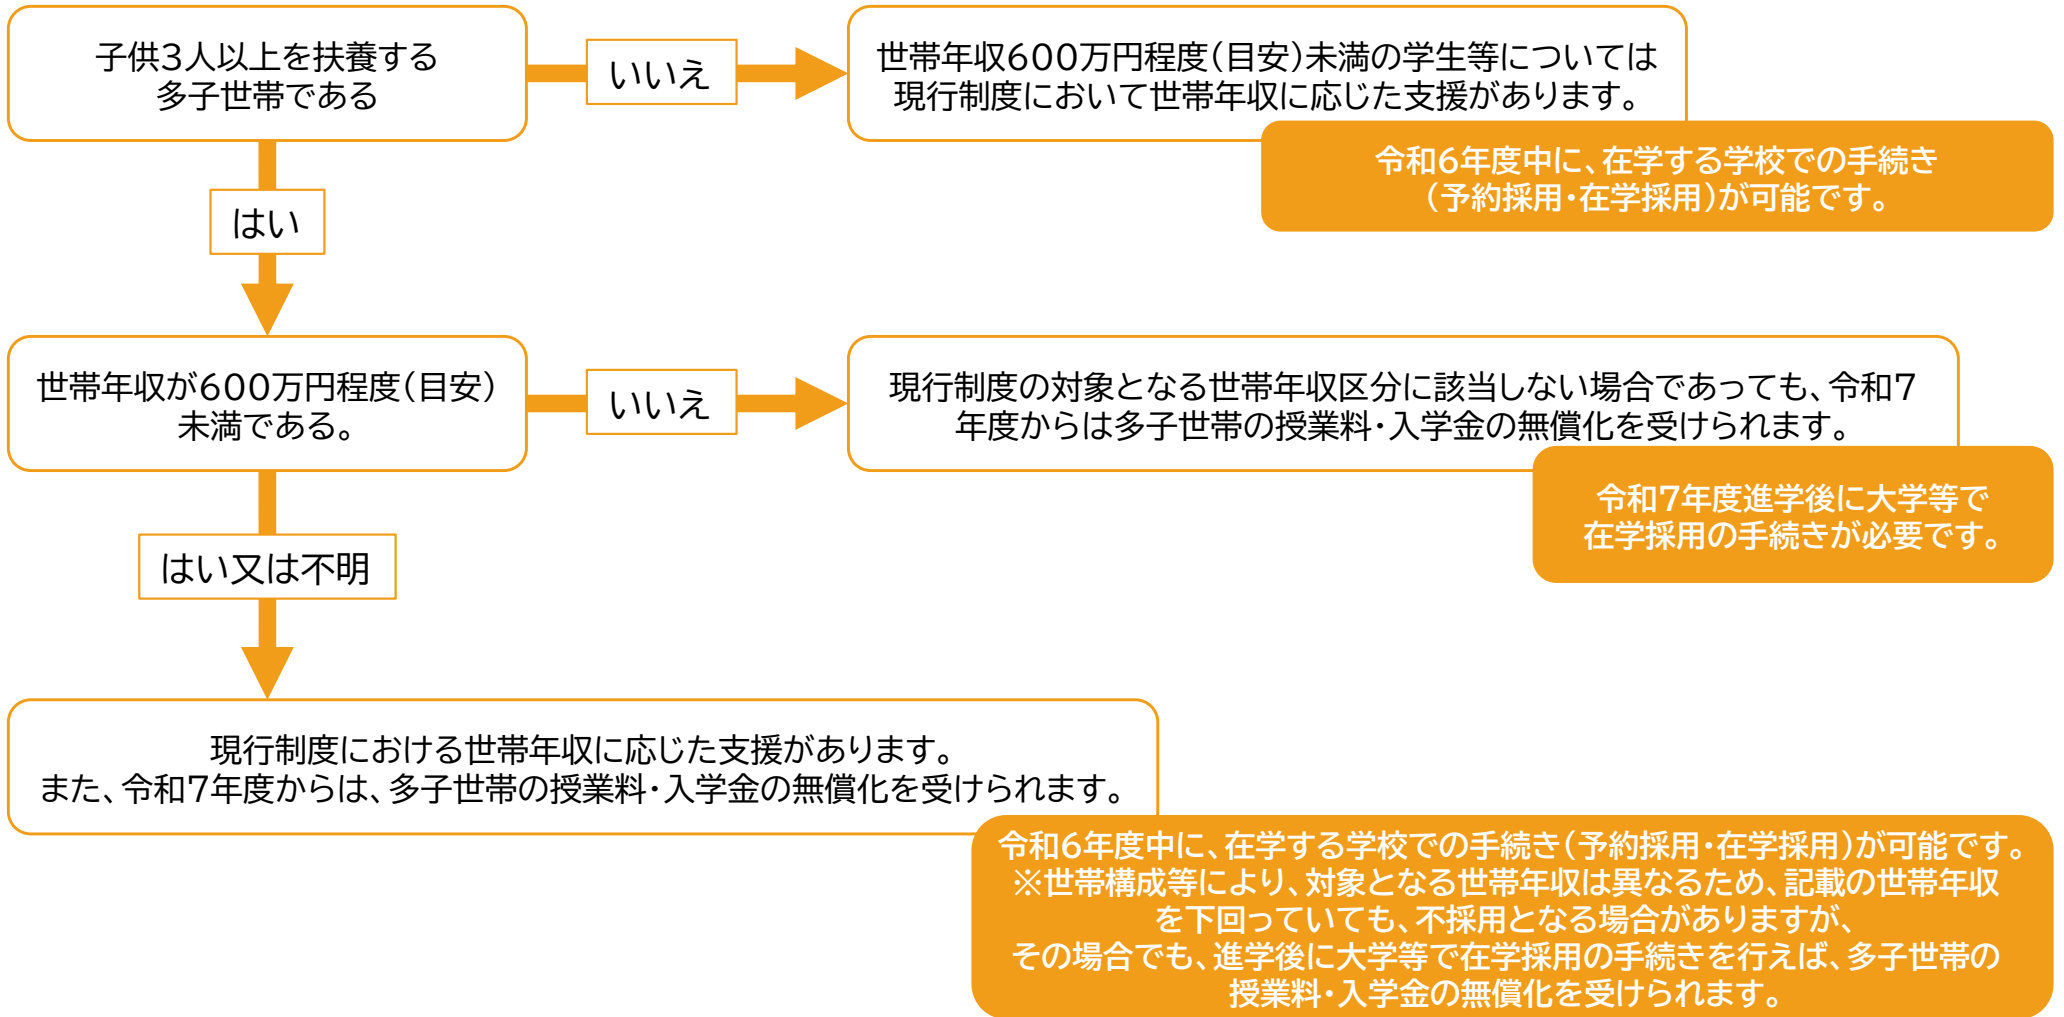 子供3人以上を扶養する
多子世帯である
いいえ
世帯年収600万円程度(目安)未満の学生等については
現行制度において世帯年収に応じた支援があります。
令和6年度中に、在学する学校での手続き
(予約採用・在学採用)が可能です。
はい
世帯年収が600万円程度(目安)
未満である。
いいえ
現行制度の対象となる世帯年収区分に該当しない場合であっても、令和7
年度からは多子世帯の授業料・入学金の無償化を受けられます。
令和7年度進学後に大学等で
在学採用の手続きが必要です。
はい又は不明
現行制度における世帯年収に応じた支援があります。
また、令和7年度からは、多子世帯の授業料・入学金の無償化を受けられます。
令和6年度中に、在学する学校での手続き(予約採用・在学採用)が可能です。
※世帯構成等により、対象となる世帯年収は異なるため、記載の世帯年収
を下回っていても、不採用となる場合がありますが、
その場合でも、進学後に大学等で在学採用の手続きを行えば、多子世帯の
授業料・入学金の無償化を受けられます。